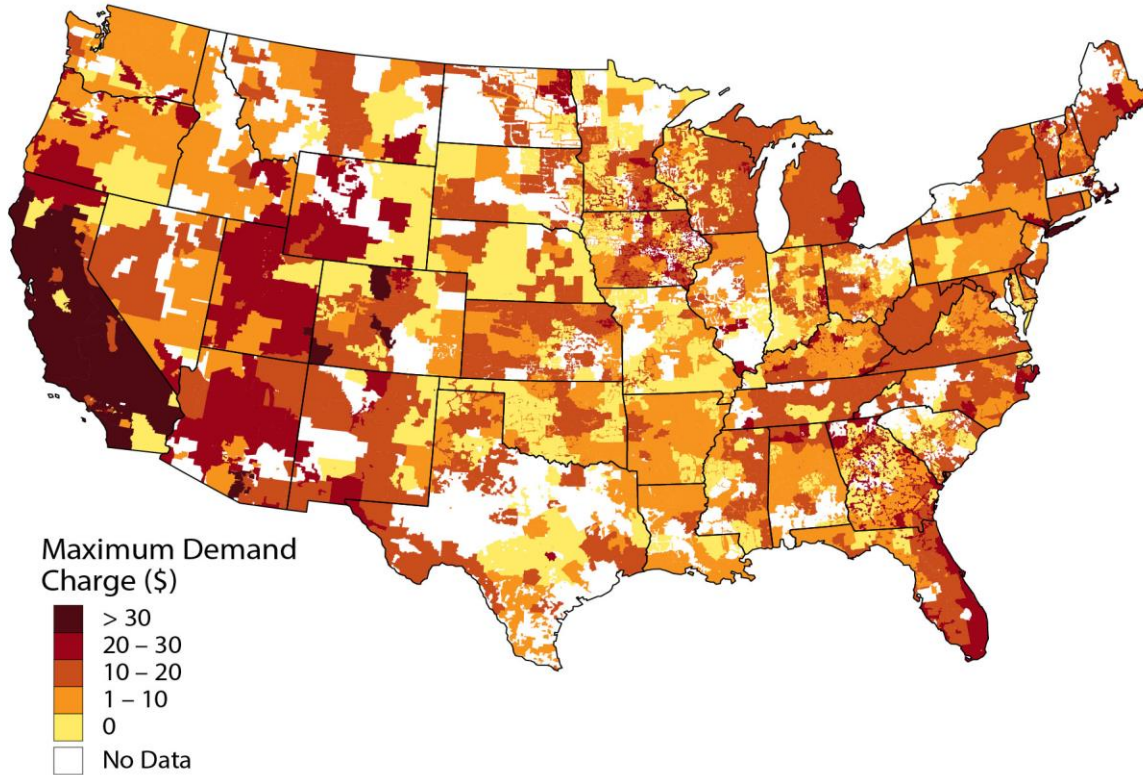 Maximum Demand
Charge ($)
> 30
20 – 30
10 – 20
1 – 10
0
No Data